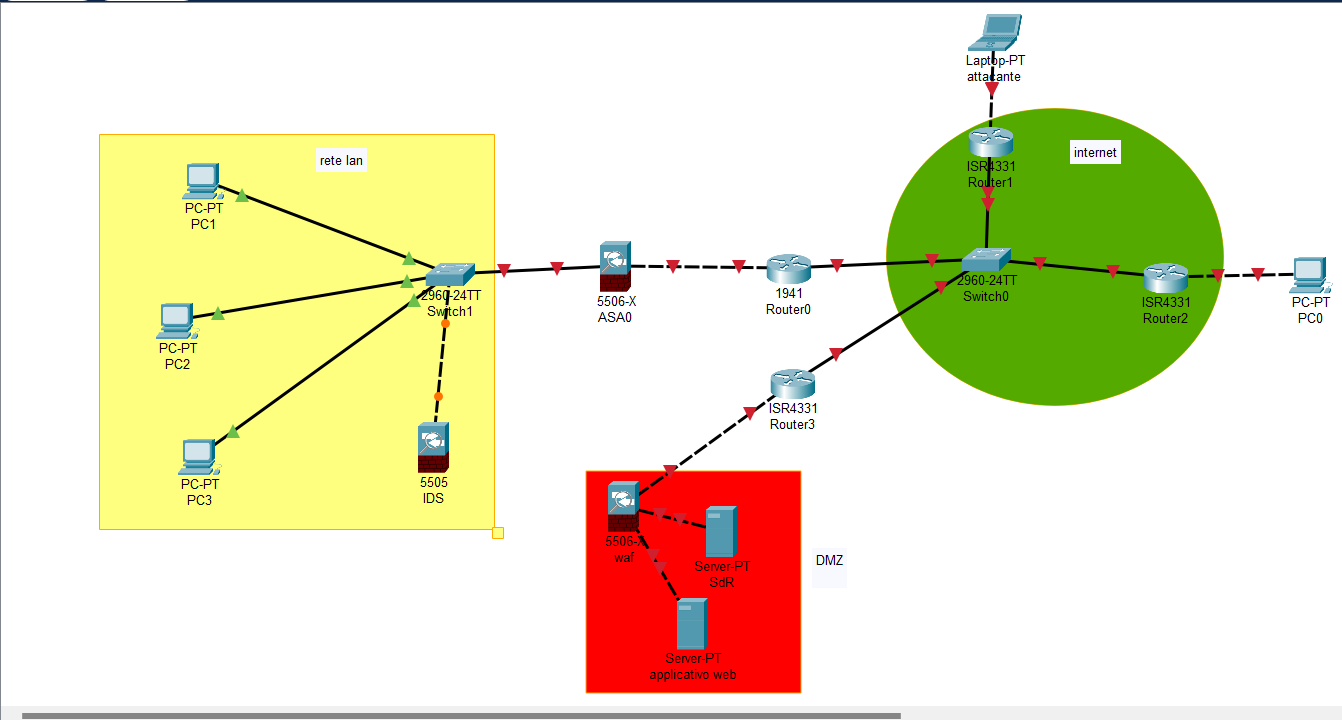 Laptop-PT
attacante
rete lan
internet
ISR4331
Router1
PC-PT
PC1
2960-24TT
Switch1
5506-X
ASA0
1941
Router0
2960-24TT
Switch0
ISR4331
Router2
PC-PT
PC0
PC-PT
PC2
ISR4331
Router3
PC-PT
PC3
5505
IDS
5506-X
waf
Server-PT
SdR
DMZ
Server-PT
applicativo web